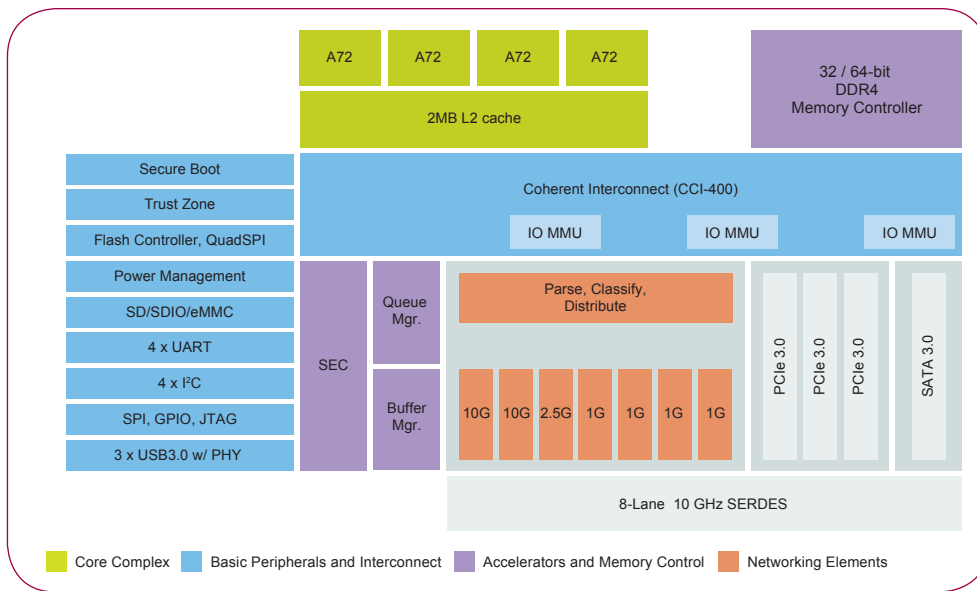 A72
A72
A72
A72
32 / 64-bit
DDR4
Memory Controller
2MB L2 cache
Secure Boot
Trust Zone
Flash Controller, QuadSPI
Power Management
SD/SDIO/eMMC
4 x UART
4 x I²C
SPI, GPIO, JTAG
3 x USB3.0 w/ PHY
Coherent Interconnect (CCI-400)
IO MMU
IO MMU
IO MMU
SEC
Queue
Mgr.
Buffer
Mgr.
Parse, Classify,
Distribute
10G
10G
2.5G
1G
1G
1G
1G
PCIe 3.0
PCIe 3.0
PCIe 3.0
SATA 3.0
8-Lane 10 GHz SERDES
Core Complex
Basic Peripherals and Interconnect
Accelerators and Memory Control
Networking Elements